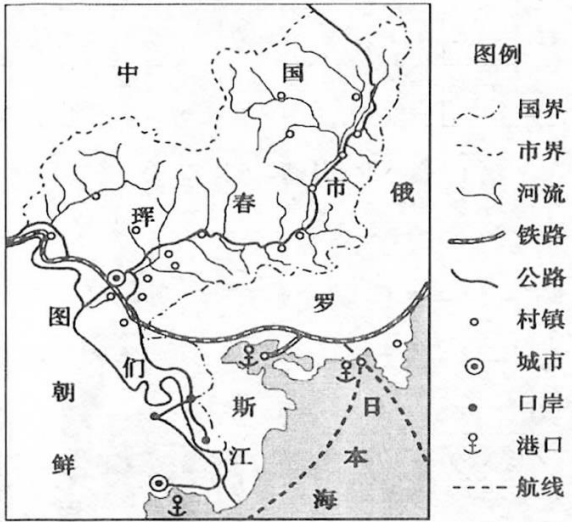 中国
珲春市
俄罗斯
图们江
朝鲜
日本海
图例
国界
市界
河流
铁路
公路
村镇
城市
口岸
港口
航线